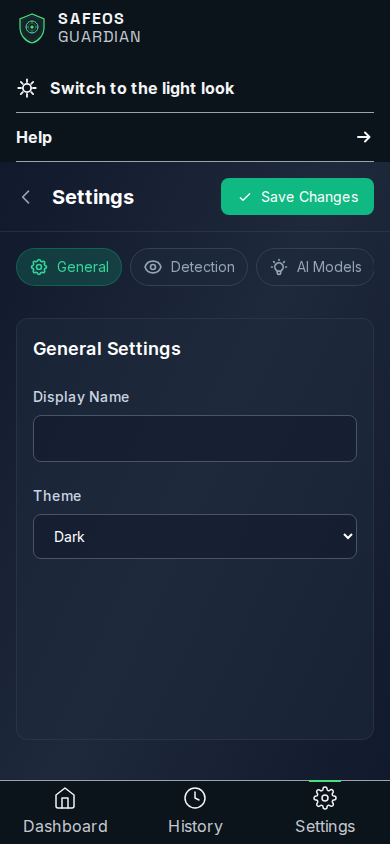 SAFEOS
GUARDIAN
Switch to the light look
Help
Settings
Save Changes
General
Detection
AI Models
General Settings
Display Name
Theme
Dark
Dashboard
History
Settings